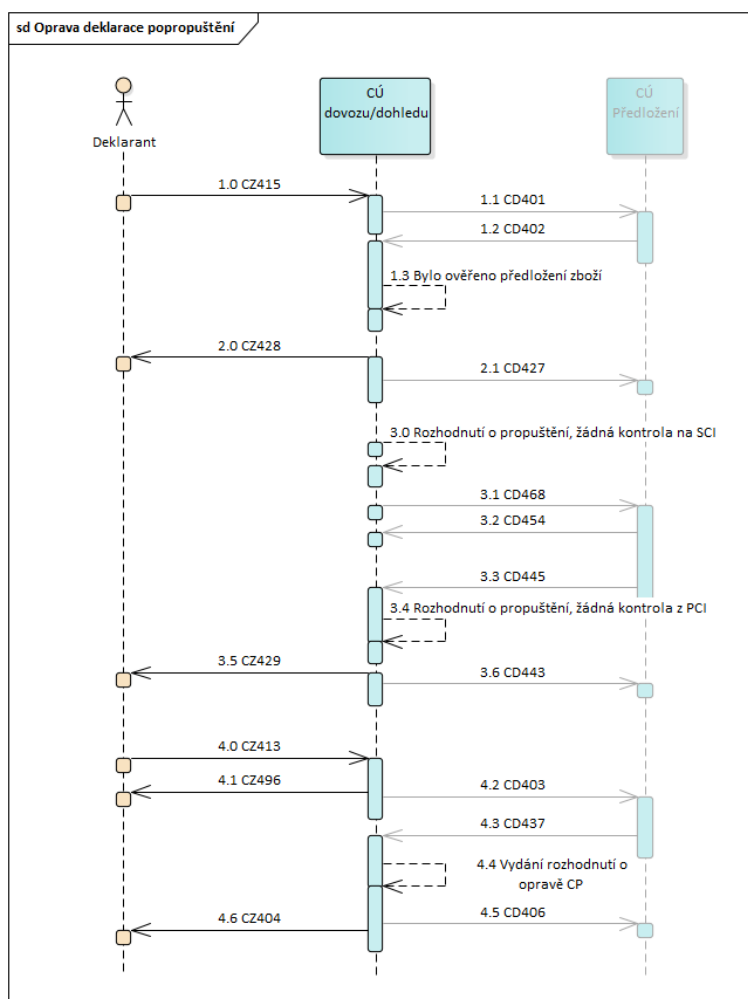 sd Oprava deklarace popropuštění
CÚ
dovozu/dohledu
CÚ
Předložení
Deklarant
1.0 CZ415
1.1 CD401
1.2 CD402
1.3 Bylo ověřeno předložení zboží
2.0 CZ428
2.1 CD427
3.0 Rozhodnutí o propuštění, žádná kontrola na SCI
3.1 CD468
3.2 CD454
3.3 CD445
3.4 Rozhodnutí o propuštění, žádná kontrola z PCI
3.5 CZ429
3.6 CD443
4.0 CZ413
4.1 CZ496
4.2 CD403
4.3 CD437
4.4 Vydání rozhodnutí o
opravě CP
4.6 CZ404
4.5 CD406